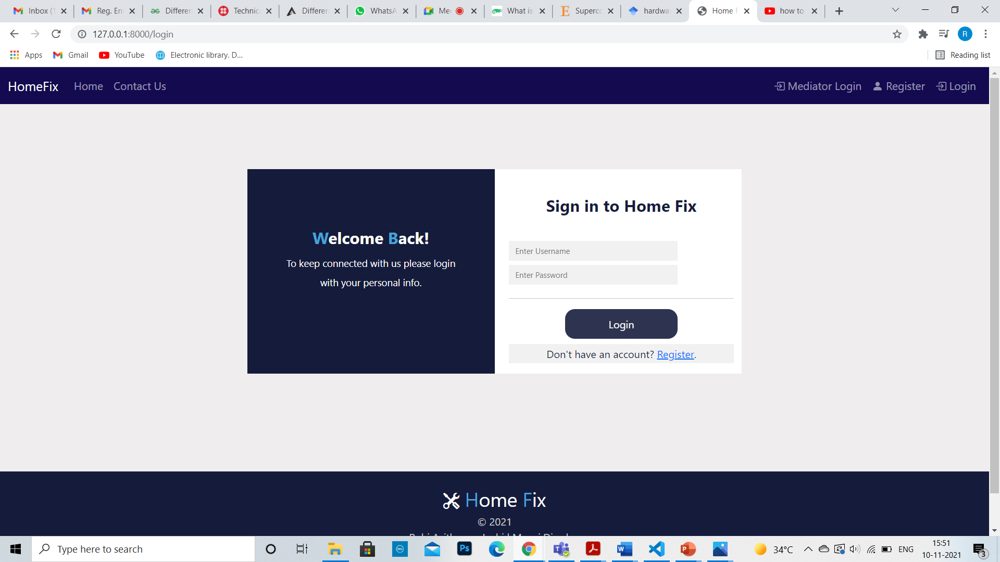 Inbox (1 Reg. En Differen Technic Differen WhatsA Mee What is Superco hardwar Home F how to
127.0.0.1:8000/login
Apps Gmail YouTube Electronic library. D... Reading list
HomeFix Home Contact Us Mediator Login Register Login
Welcome Back!
To keep connected with us please login
with your personal info.
Sign in to Home Fix
Enter Username
Enter Password
Login
Don't have an account? Register.
Home Fix
© 2021
Type here to search
34°C ENG 15:51
10-11-2021 3